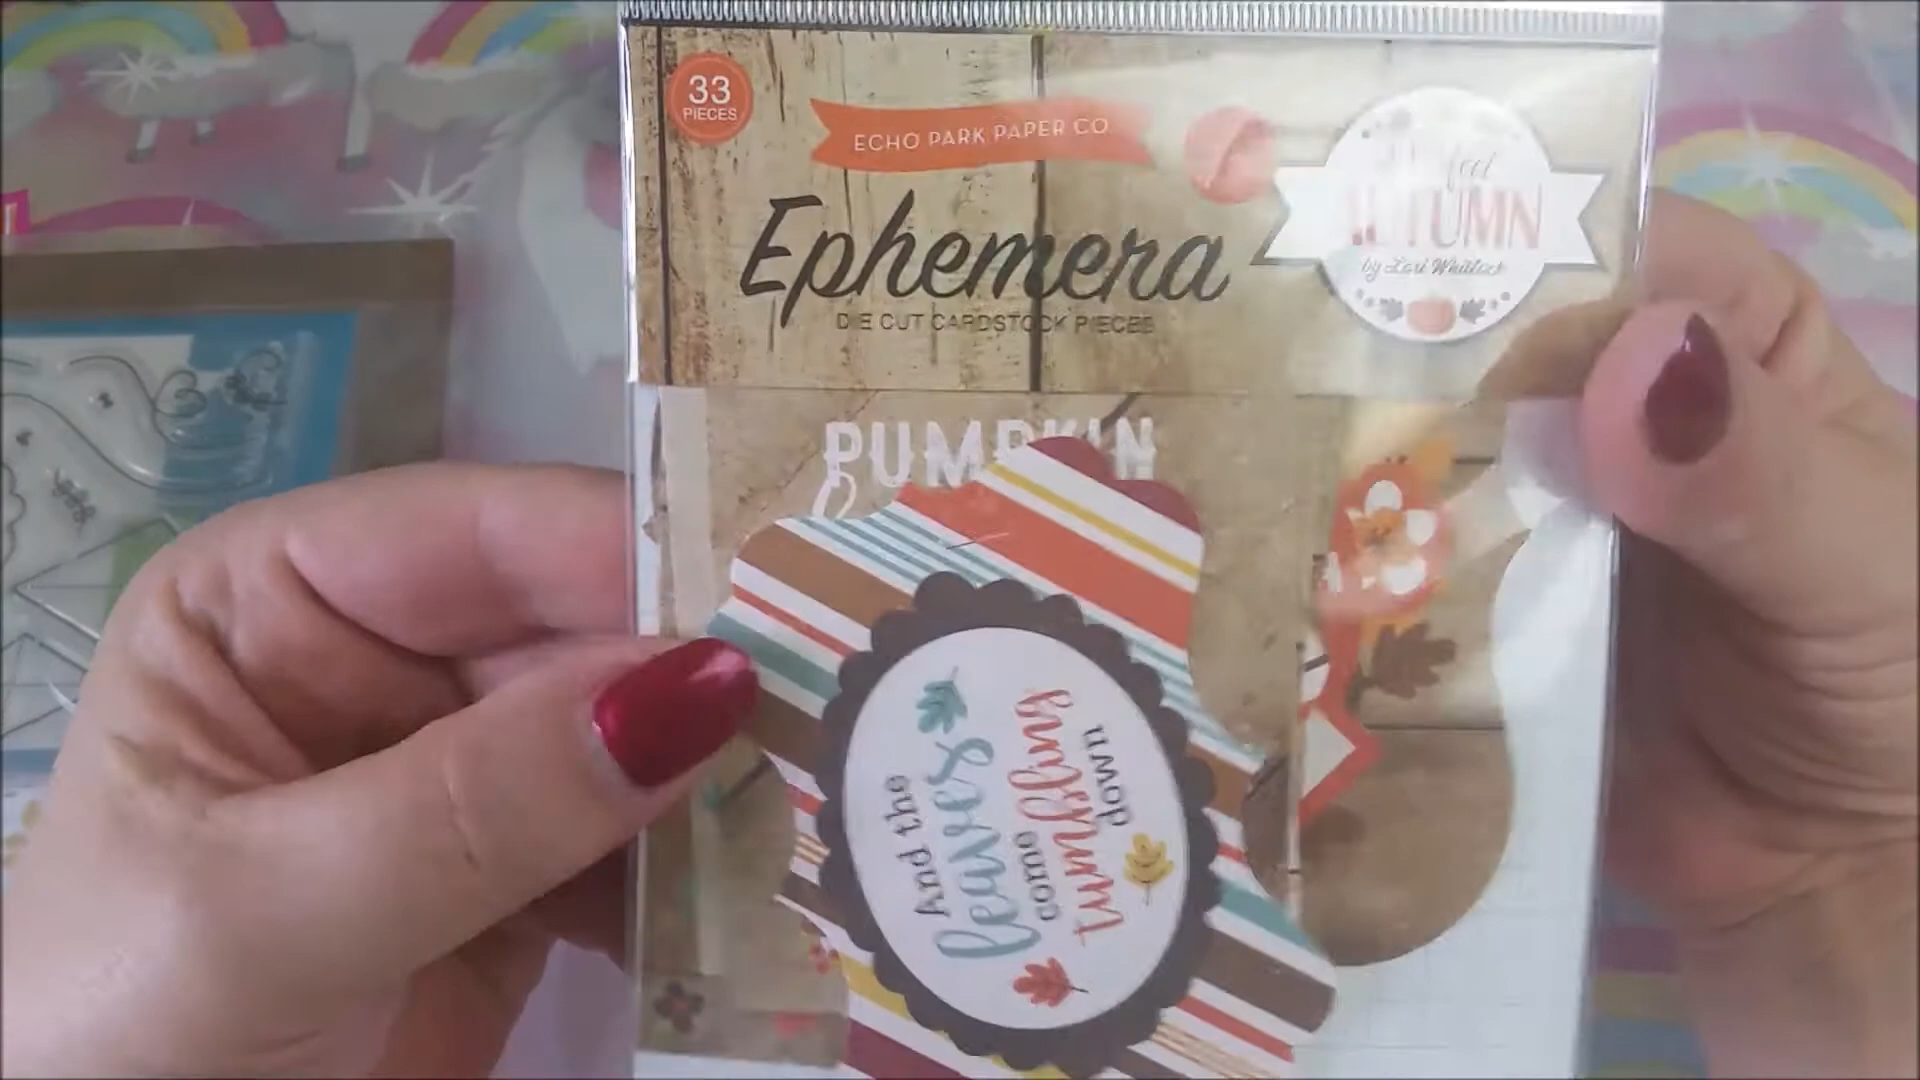 33
PIECES
ECHO PARK PAPER CO
Ephemera
DIE CUT CARDSTOCK PIECES
AUTUMN
by Lori Whitlock
PUMPKIN
And the
leaves
come
tumbling
down